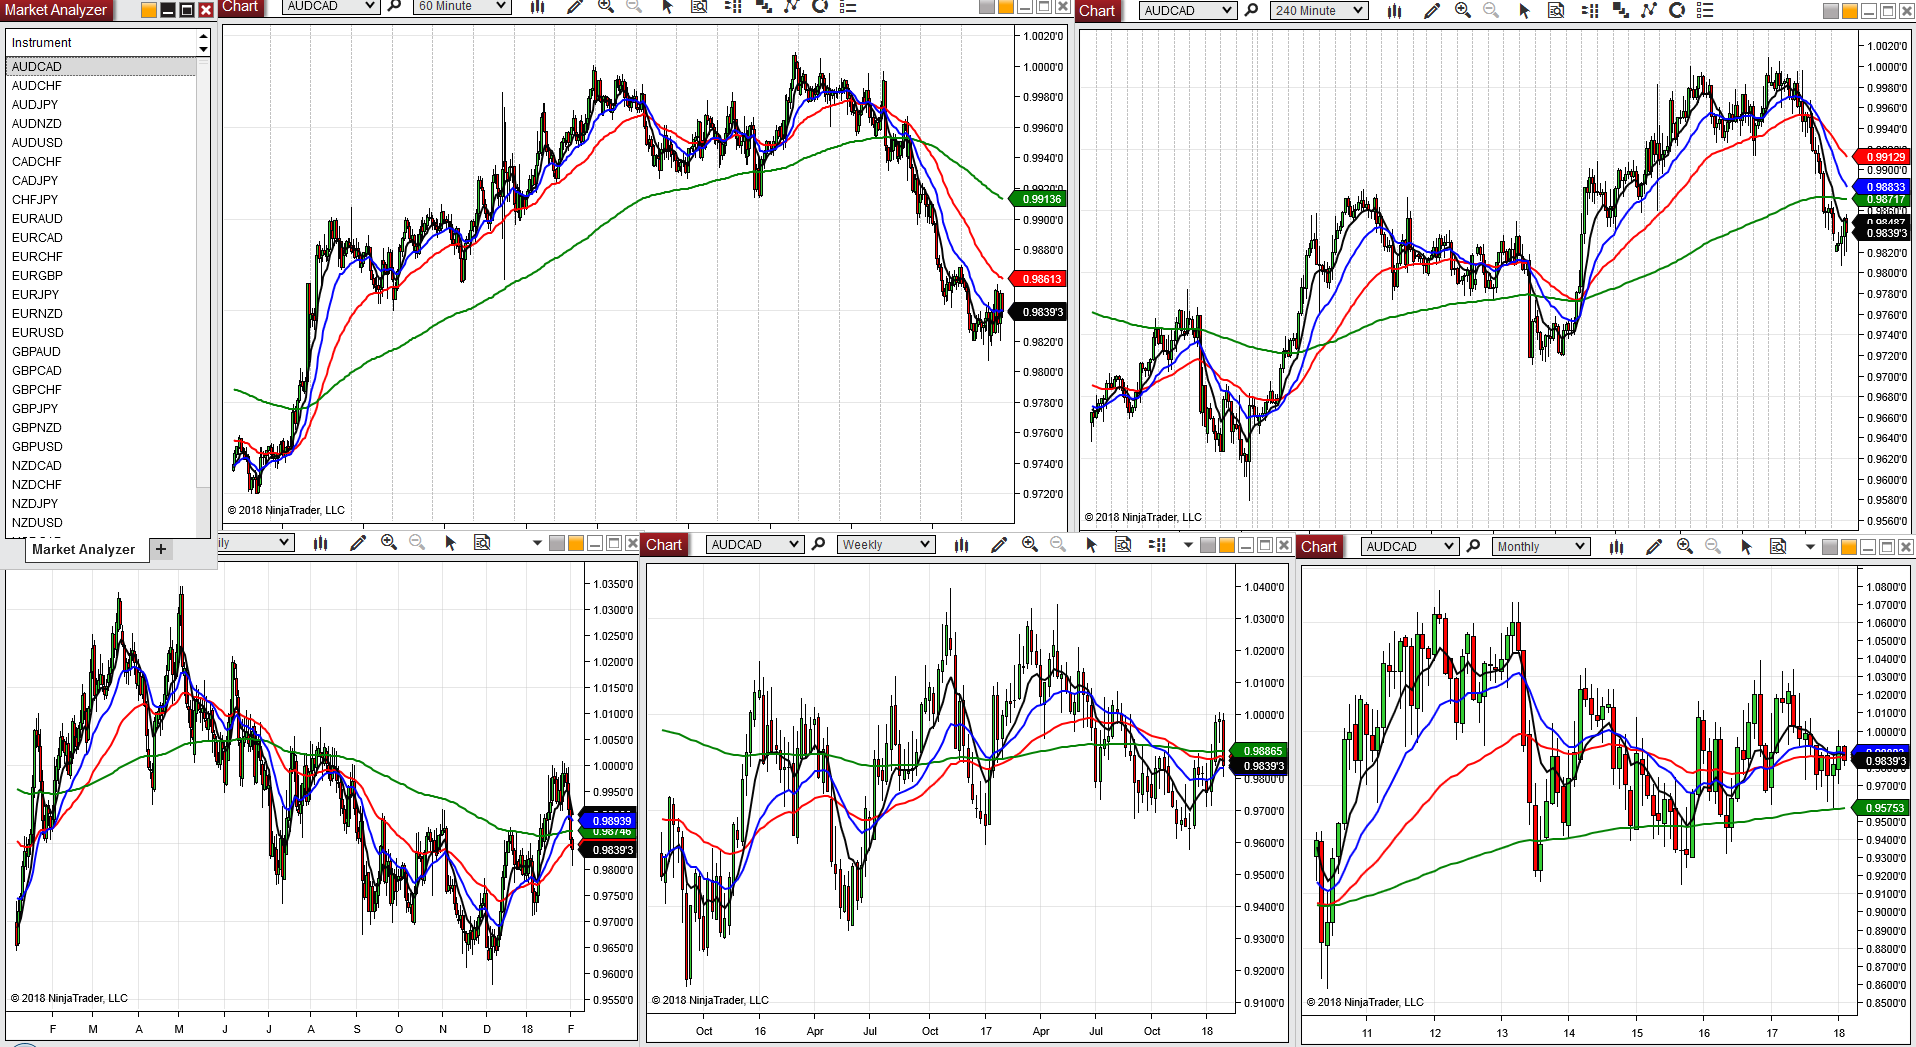 Market Analyzer
Instrument
AUDCAD
AUDCHF
AUDJPY
AUDNZD
AUDUSD
CADCHF
CADJPY
CHFJPY
EURAUD
EURCAD
EURCHF
EURGBP
EURJPY
EURNZD
EURUSD
GBPAUD
GBPCAD
GBPCHF
GBPJPY
GBPNZD
GBPUSD
NZDCAD
NZDCHF
NZDJPY
NZDUSD
Market Analyzer +
Chart AUDCAD 60 Minute
1.0020'0
1.0000'0
0.9980'0
0.9960'0
0.9940'0
0.9920'0
0.99136
0.9900'0
0.9880'0
0.98613
0.9839'3
0.9820'0
0.9800'0
0.9780'0
0.9760'0
0.9740'0
0.9720'0
© 2018 NinjaTrader, LLC
Chart AUDCAD 240 Minute
1.0020'0
1.0000'0
0.9980'0
0.9960'0
0.9940'0
0.99129
0.98833
0.98717
0.9860'0
0.98487
0.9839'3
0.9820'0
0.9800'0
0.9780'0
0.9760'0
0.9740'0
0.9720'0
0.9700'0
0.9680'0
0.9660'0
0.9640'0
0.9620'0
0.9600'0
0.9580'0
0.9560'0
© 2018 NinjaTrader, LLC
ily
1.0350'0
1.0300'0
1.0250'0
1.0200'0
1.0150'0
1.0100'0
1.0050'0
1.0000'0
0.9950'0
0.98939
0.98746
0.9839'3
0.9800'0
0.9750'0
0.9700'0
0.9650'0
0.9600'0
0.9550'0
© 2018 NinjaTrader, LLC
F M A M J J A S O N D 18 F
Chart AUDCAD Weekly
1.0400'0
1.0300'0
1.0200'0
1.0100'0
1.0000'0
0.98865
0.9839'3
0.9800'0
0.9700'0
0.9600'0
0.9500'0
0.9400'0
0.9300'0
0.9200'0
0.9100'0
© 2018 NinjaTrader, LLC
Oct 16 Apr Jul Oct 17 Apr Jul Oct 18
Chart AUDCAD Monthly
1.0800'0
1.0700'0
1.0600'0
1.0500'0
1.0400'0
1.0300'0
1.0200'0
1.0100'0
1.0000'0
0.9839'3
0.9800'0
0.9700'0
0.95753
0.9500'0
0.9400'0
0.9300'0
0.9200'0
0.9100'0
0.9000'0
0.8900'0
0.8800'0
0.8700'0
0.8600'0
0.8500'0
© 2018 NinjaTrader, LLC
11 12 13 14 15 16 17 18